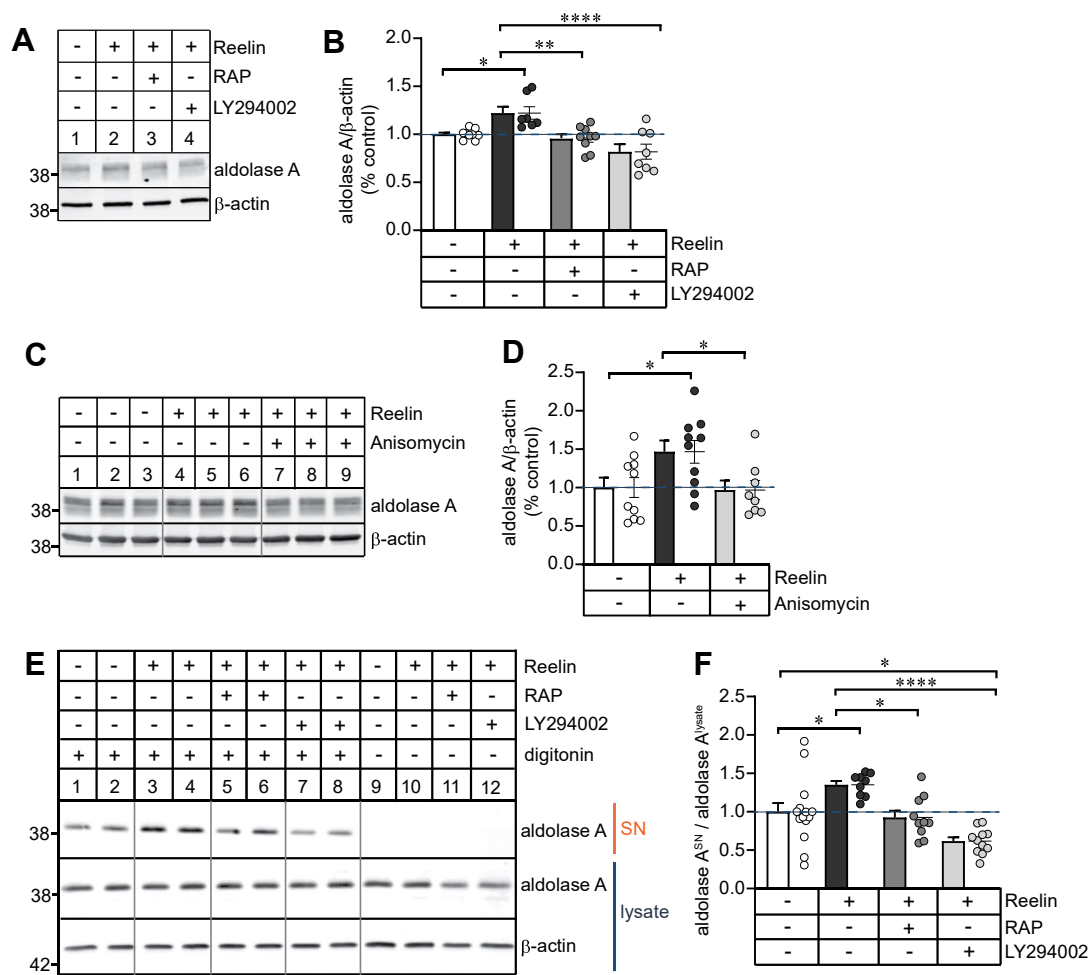 A
- + + + Reelin
- - + - RAP
- - - + LY294002
1 2 3 4
38 aldolase A
38 β-actin
B
****
**
*
aldolase A/β-actin
(% control)
2.0
1.5
1.0
0.5
0.0
- + + + Reelin
- - + - RAP
- - - + LY294002
C
- - - + + + + + + Reelin
- - - - - - + + + Anisomycin
1 2 3 4 5 6 7 8 9
38 aldolase A
38 β-actin
D
*
*
aldolase A/β-actin
(% control)
2.5
2.0
1.5
1.0
0.5
0.0
- + + Reelin
- - + Anisomycin
E
- - + + + + + + - + + + Reelin
- - - - + + - - - - + - RAP
- - - - - - + + - - - + LY294002
+ + + + + + + + - - - - digitonin
1 2 3 4 5 6 7 8 9 10 11 12
38 aldolase A SN
38 aldolase A
lysate
42 β-actin
F
*
****
*
*
aldolase A^SN / aldolase A^lysate
2.5
2.0
1.5
1.0
0.5
0.0
- + + + Reelin
- - + - RAP
- - - + LY294002